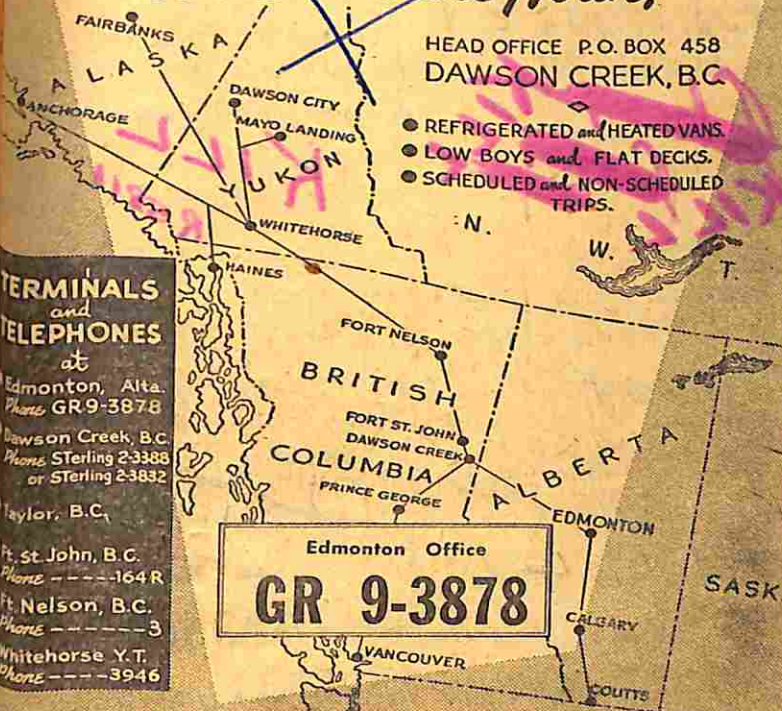 FAIRBANKS
ALASKA
ANCHORAGE
HEAD OFFICE P.O. BOX 458
DAWSON CREEK, B.C.
REFRIGERATED and HEATED VANS.
LOW BOYS and FLAT DECKS.
SCHEDULED and NON-SCHEDULED
TRIPS.
DAWSON CITY
MAYO LANDING
YUKON
WHITEHORSE
N.
W.
T.
HAINES
TERMINALS
and
TELEPHONES
at
Edmonton, Alta.
Phone GR 9-3878
Dawson Creek, B.C.
Phone STerling 2-3388
or STerling 2-3832
Taylor, B.C.
Ft. St. John, B.C.
Phone -----164R
Ft. Nelson, B.C.
Phone ------3
Whitehorse Y.T.
Phone ----3946
FORT NELSON
BRITISH
COLUMBIA
FORT ST. JOHN
DAWSON CREEK
PRINCE GEORGE
ALBERTA
EDMONTON
Edmonton Office
GR 9-3878
SASK
CALGARY
VANCOUVER
COUTTS